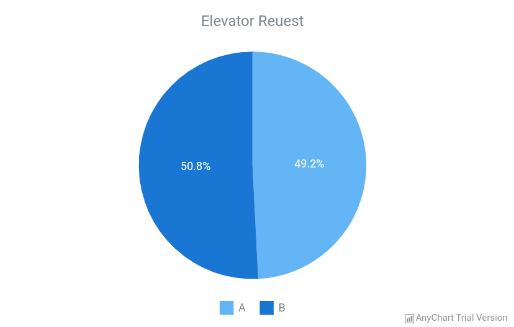 Elevator Reuest
50.8%
49.2%
A
B
AnyChart Trial Version